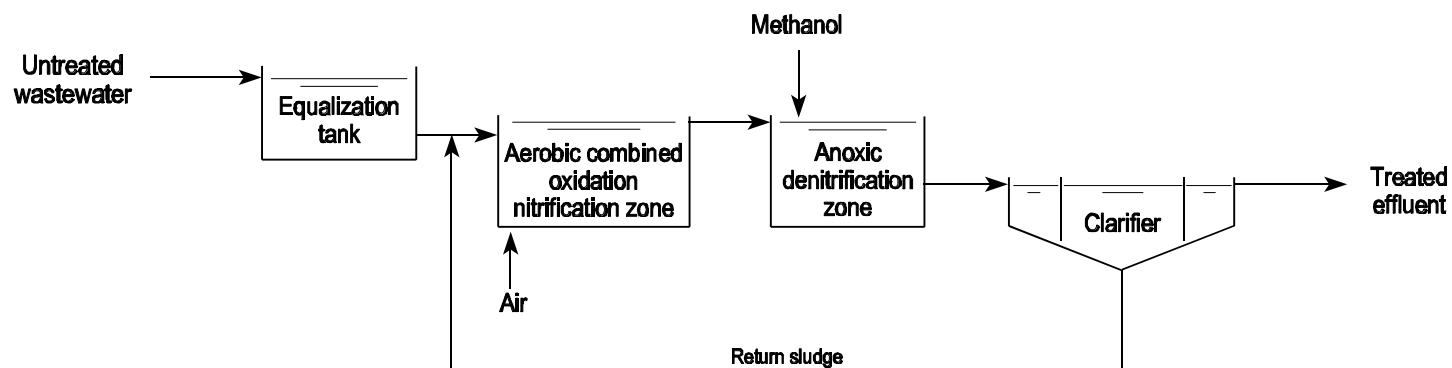 Methanol
Untreated
wastewater
Equalization
tank
Aerobic combined
oxidation
nitrification zone
Anoxic
denitrification
zone
Clarifier
Treated
effluent
Air
Return sludge